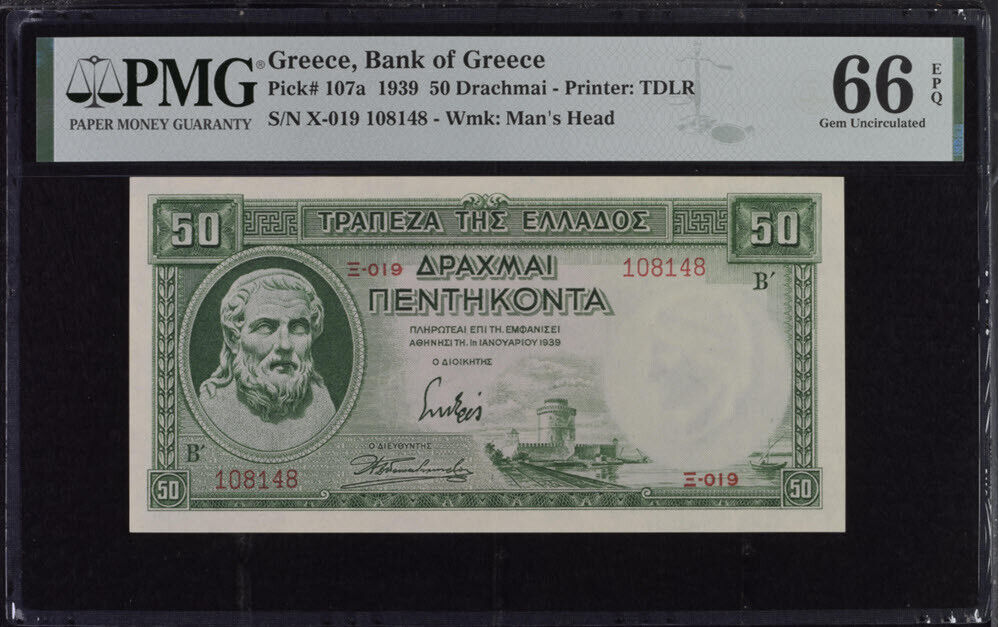 PMG®
PAPER MONEY GUARANTY
Greece, Bank of Greece
Pick# 107a 1939 50 Drachmai - Printer: TDLR
S/N X-019 108148 - Wmk: Man's Head
66
EPQ
Gem Uncirculated
50
ΤΡΑΠΕΖΑ ΤΗΣ ΕΛΛΑΔΟΣ
50
Ξ-019
ΔΡΑΧΜΑΙ
108148
ΠΕΝΤΗΚΟΝΤΑ
Β′
ΠΛΗΡΩΤΕΑΙ ΕΠΙ ΤΗ. ΕΜΦΑΝΙΣΕΙ
ΑΘΗΝΗΣΙ ΤΗ. 1Η ΙΑΝΟΥΑΡΙΟΥ 1939
Ο ΔΙΟΙΚΗΤΗΣ
Ο ΔΙΕΥΘΥΝΤΗΣ
Β′
108148
Ξ-019
50
50